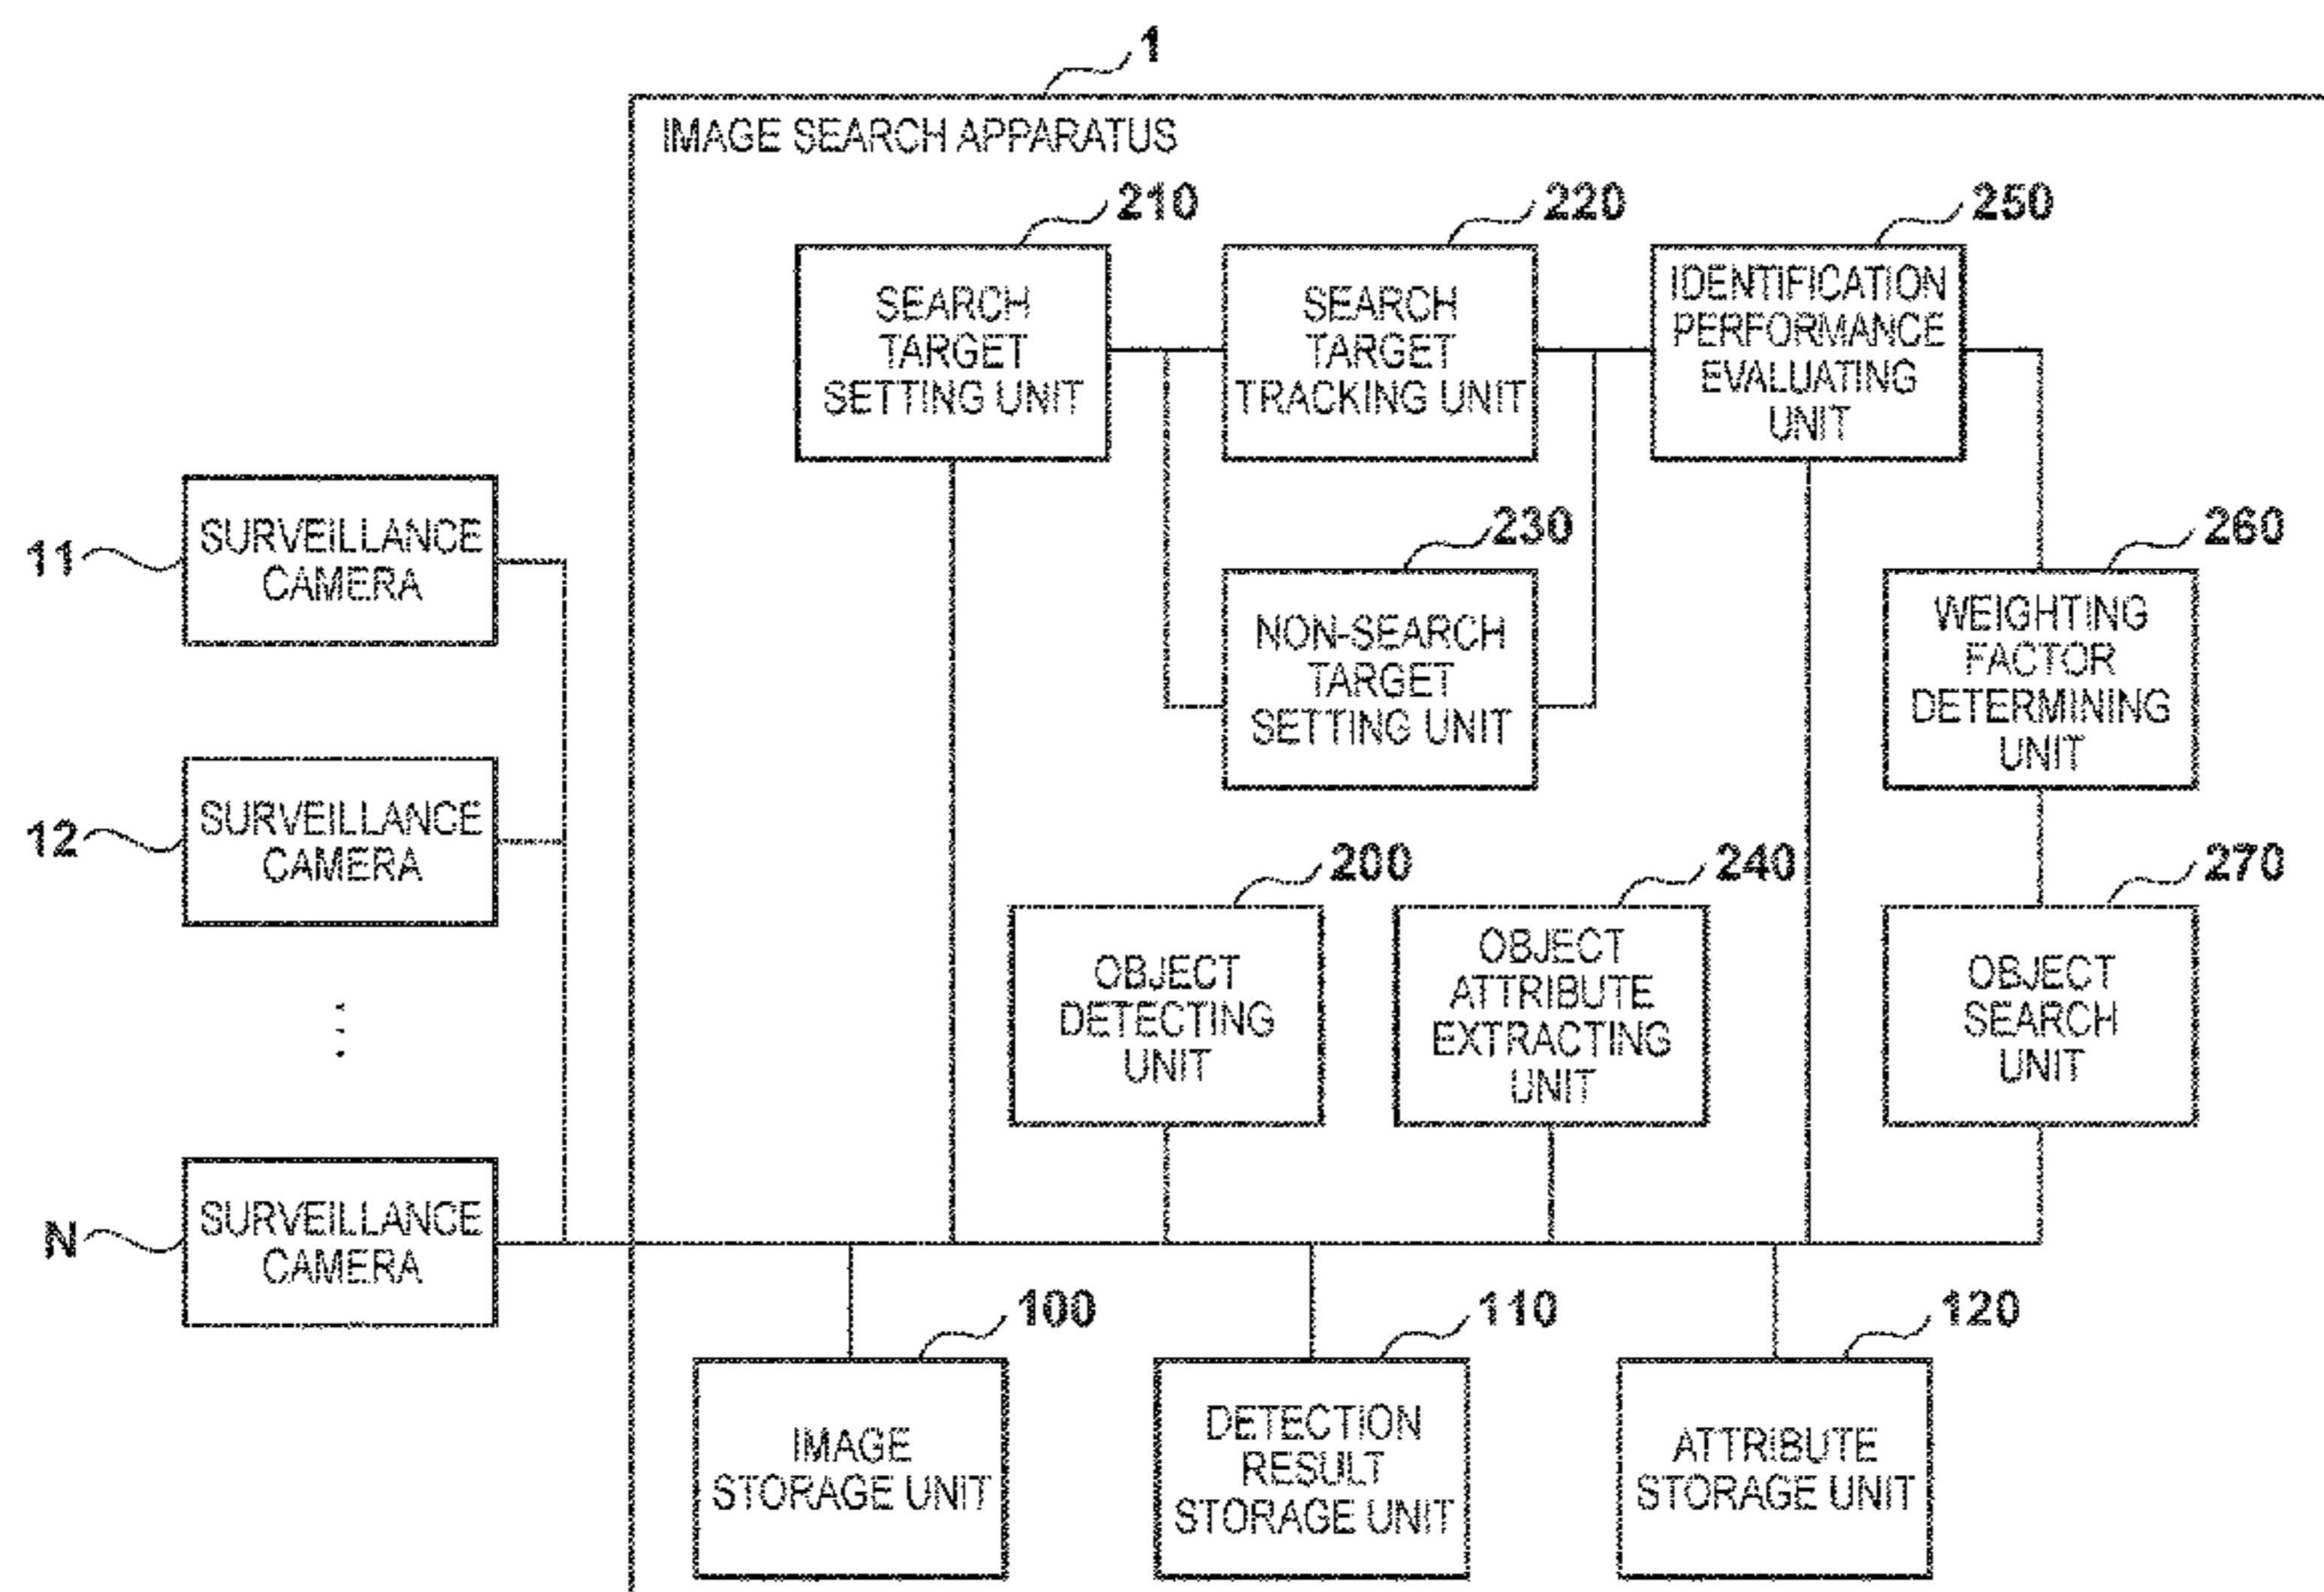 1
IMAGE SEARCH APPARATUS
210
220
250
SEARCH
TARGET
SETTING UNIT
SEARCH
TARGET
TRACKING UNIT
IDENTIFICATION
PERFORMANCE
EVALUATING
UNIT
11
SURVEILLANCE
CAMERA
230
260
NON-SEARCH
TARGET
SETTING UNIT
WEIGHTING
FACTOR
DETERMINING
UNIT
12
SURVEILLANCE
CAMERA
200
240
270
OBJECT
DETECTING
UNIT
OBJECT
ATTRIBUTE
EXTRACTING
UNIT
OBJECT
SEARCH
UNIT
N
SURVEILLANCE
CAMERA
100
110
120
IMAGE
STORAGE UNIT
DETECTION
RESULT
STORAGE UNIT
ATTRIBUTE
STORAGE UNIT